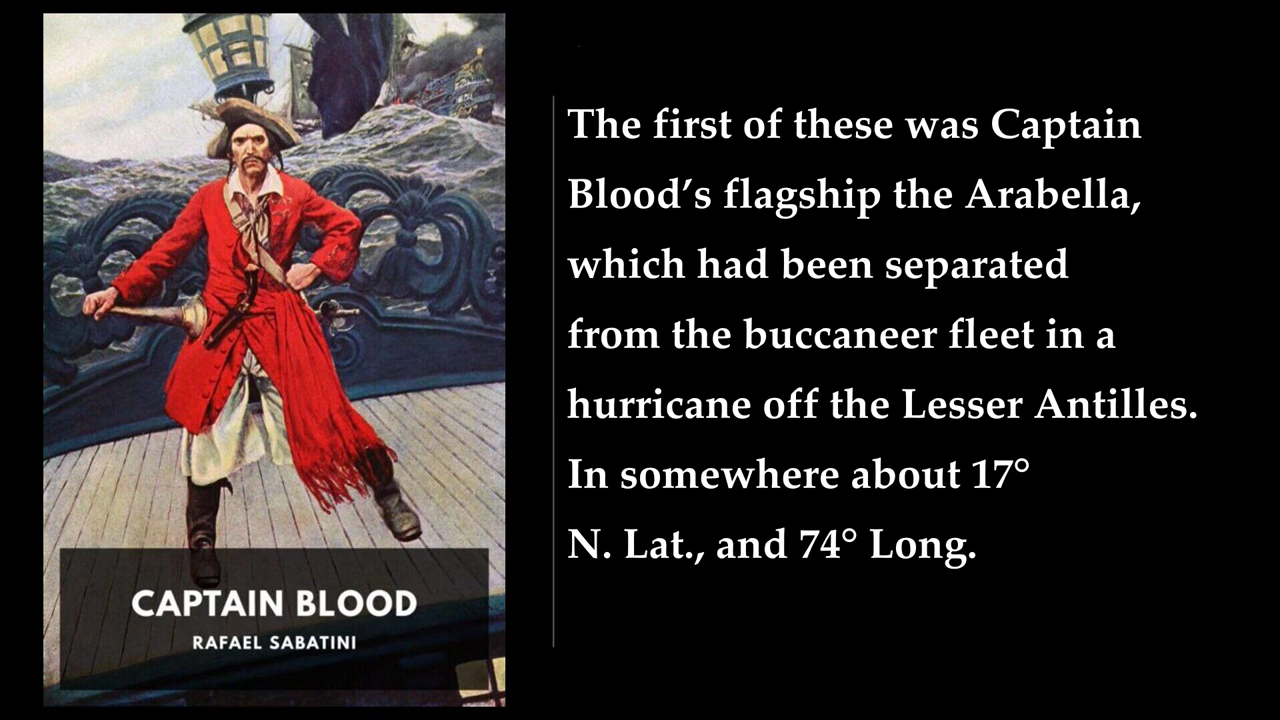 CAPTAIN BLOOD
RAFAEL SABATINI
The first of these was Captain
Blood’s flagship the Arabella,
which had been separated
from the buccaneer fleet in a
hurricane off the Lesser Antilles.
In somewhere about 17°
N. Lat., and 74° Long.